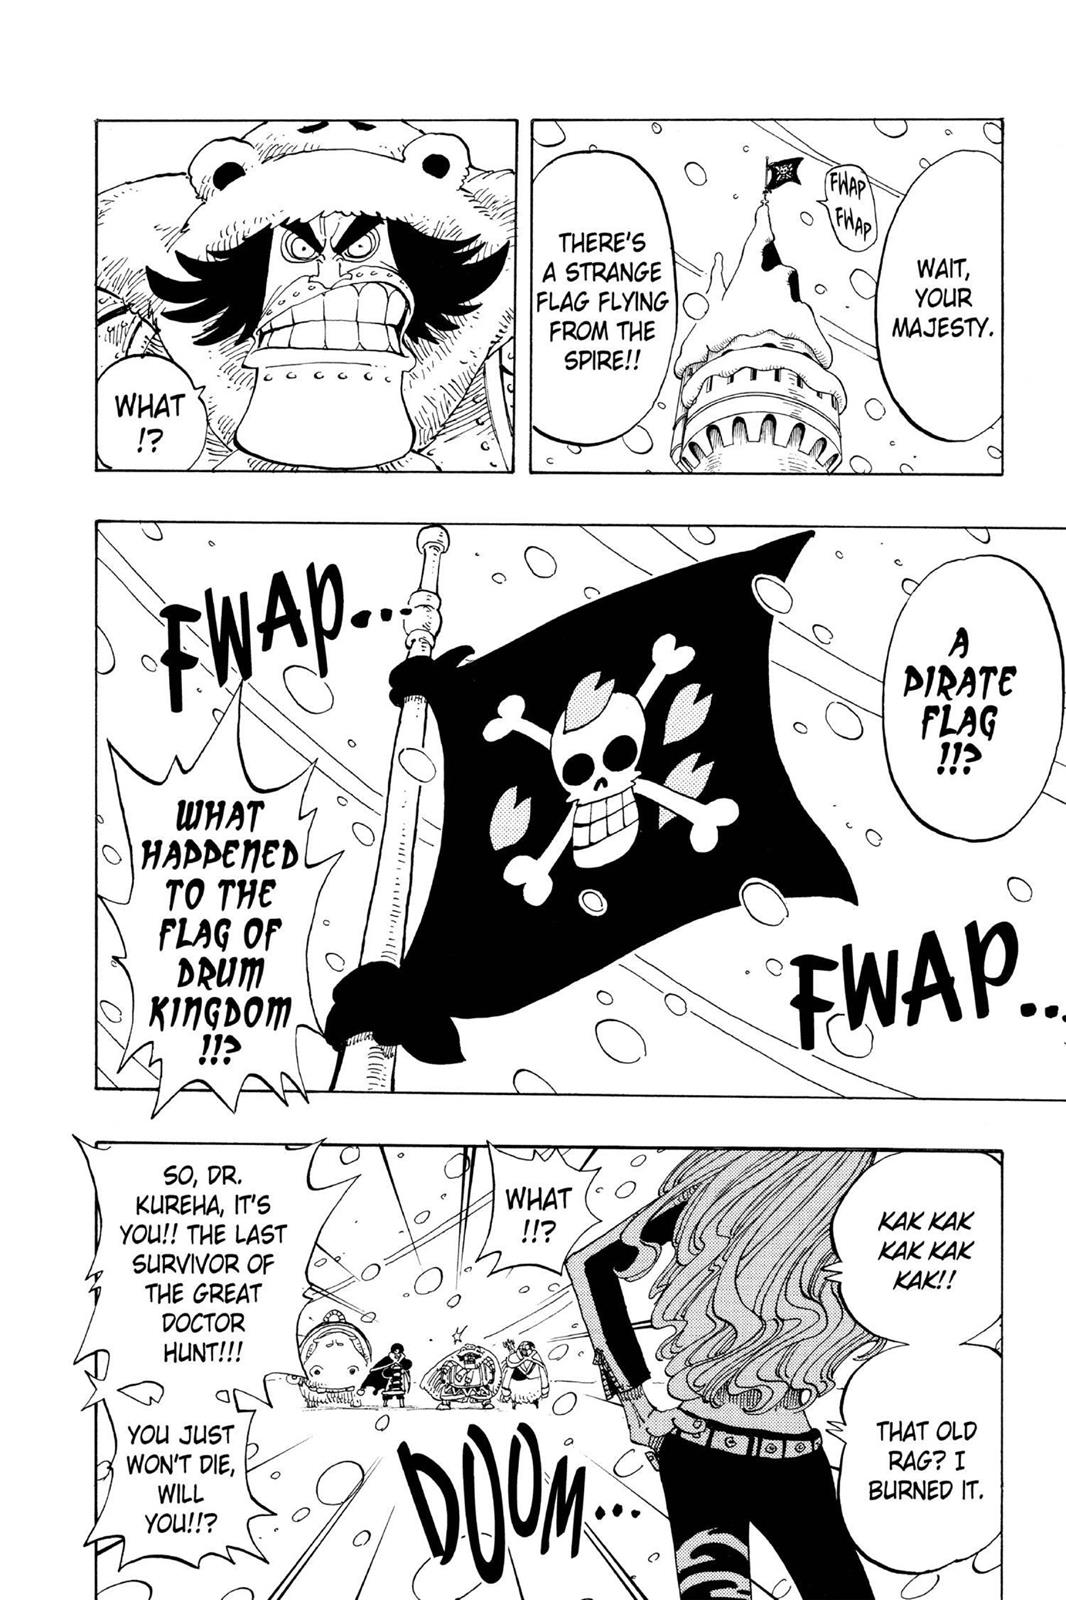 WAIT,
YOUR
MAJESTY.
FWAP
FWAP
THERE'S
A STRANGE
FLAG FLYING
FROM THE
SPIRE!!
WHAT
!?
A
PIRATE
FLAG
!!?
FWAP...
WHAT
HAPPENED
TO THE
FLAG OF
DRUM
KINGDOM
!!?
FWAP...
KAK KAK
KAK KAK
KAK!!
THAT OLD
RAG? I
BURNED IT.
WHAT
!!?
SO, DR.
KUREHA, IT'S
YOU!! THE LAST
SURVIVOR OF
THE GREAT
DOCTOR
HUNT!!!
YOU JUST
WON'T DIE,
WILL
YOU!!?
DOOM...